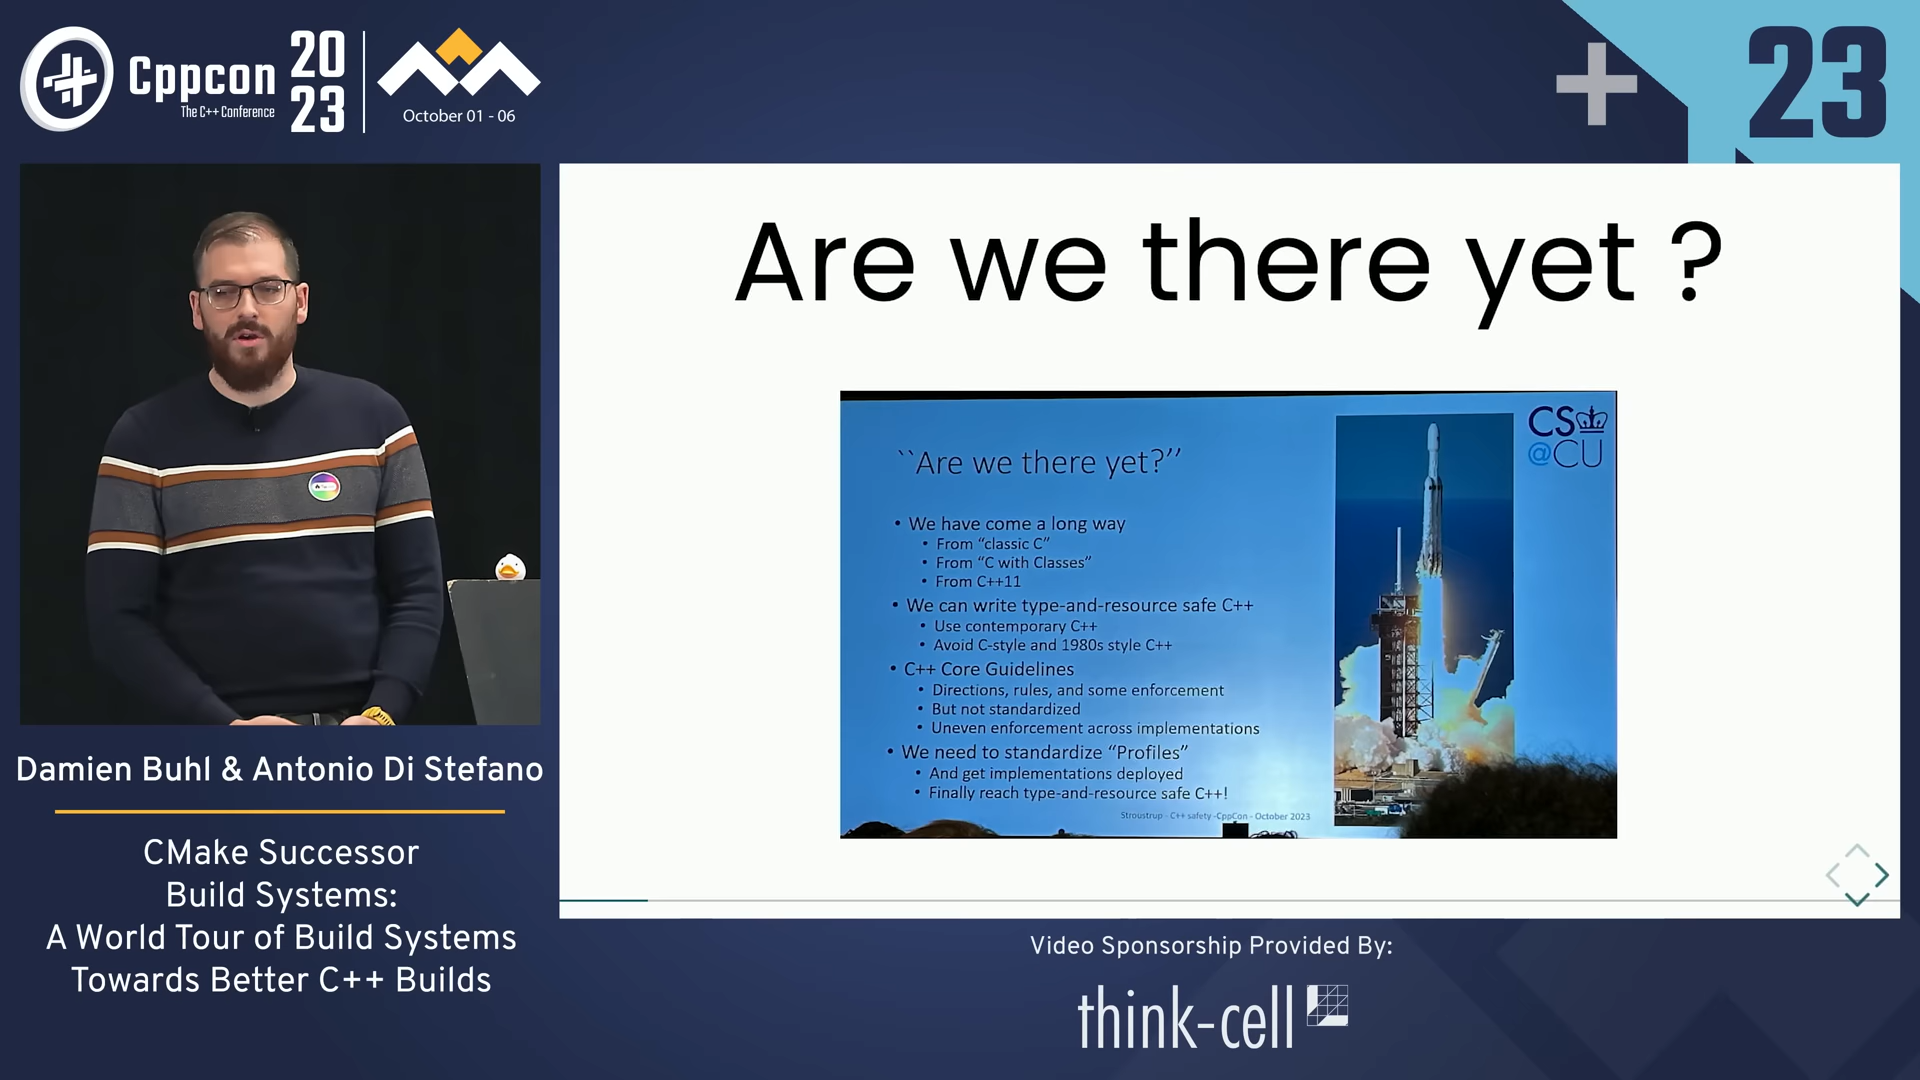 Cppcon
The C++ Conference
20
23
October 01 - 06
23
Are we there yet ?
``Are we there yet?’’
• We have come a long way
• From “classic C”
• From “C with Classes”
• From C++11
• We can write type-and-resource safe C++
• Use contemporary C++
• Avoid C-style and 1980s style C++
• C++ Core Guidelines
• Directions, rules, and some enforcement
• But not standardized
• Uneven enforcement across implementations
• We need to standardize “Profiles”
• And get implementations deployed
• Finally reach type-and-resource safe C++!
Stroustrup - C++ safety -CppCon - October 2023
CS
@CU
Damien Buhl & Antonio Di Stefano
CMake Successor
Build Systems:
A World Tour of Build Systems
Towards Better C++ Builds
Video Sponsorship Provided By:
think-cell